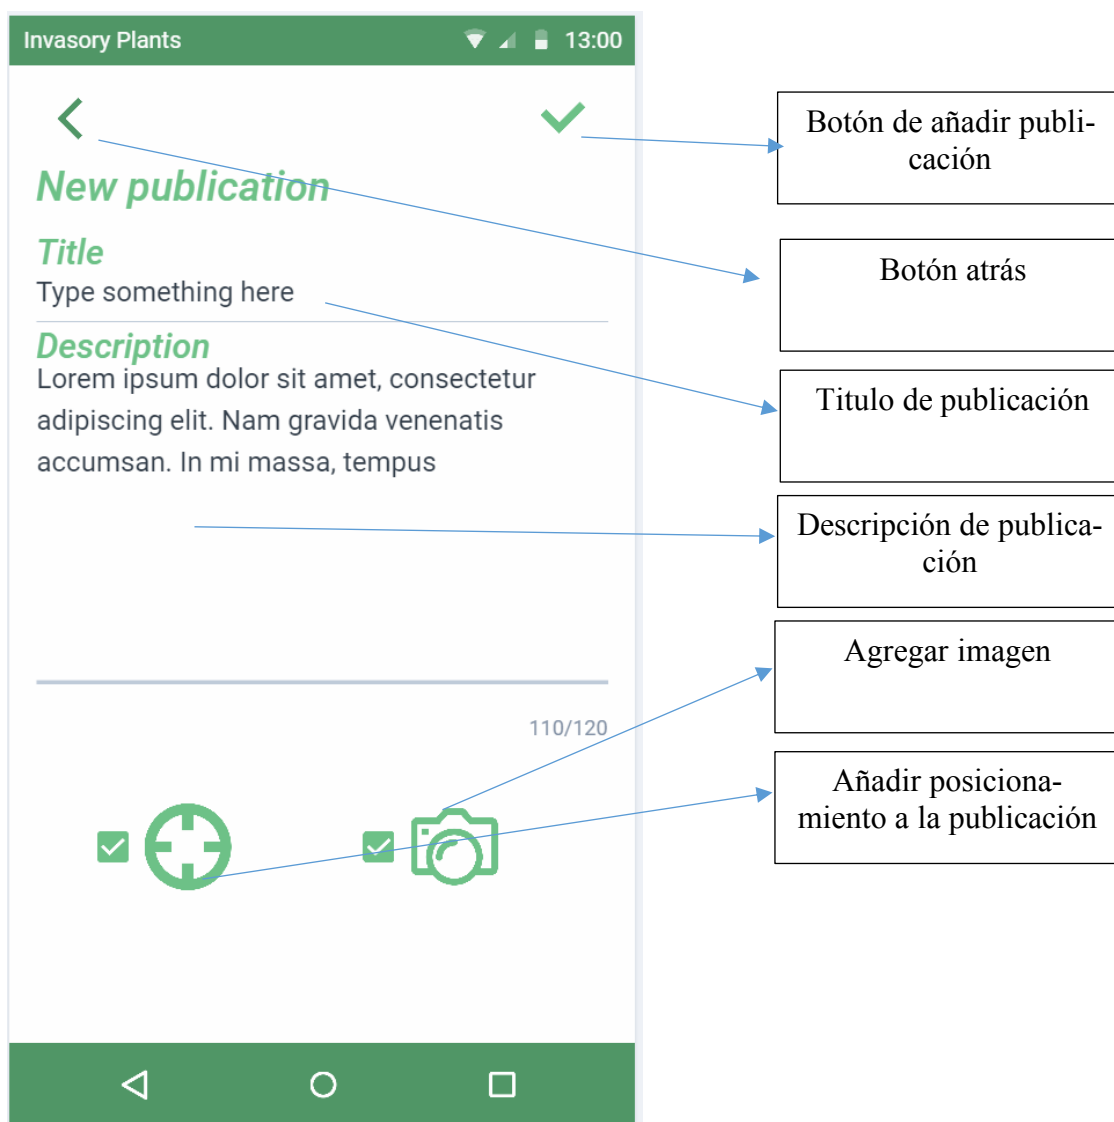 Invasory Plants
13:00
New publication
Title
Type something here
Description
Lorem ipsum dolor sit amet, consectetur
adipiscing elit. Nam gravida venenatis
accumsan. In mi massa, tempus
110/120
Botón de añadir publi-
cación
Botón atrás
Titulo de publicación
Descripción de publica-
ción
Agregar imagen
Añadir posiciona-
miento a la publicación